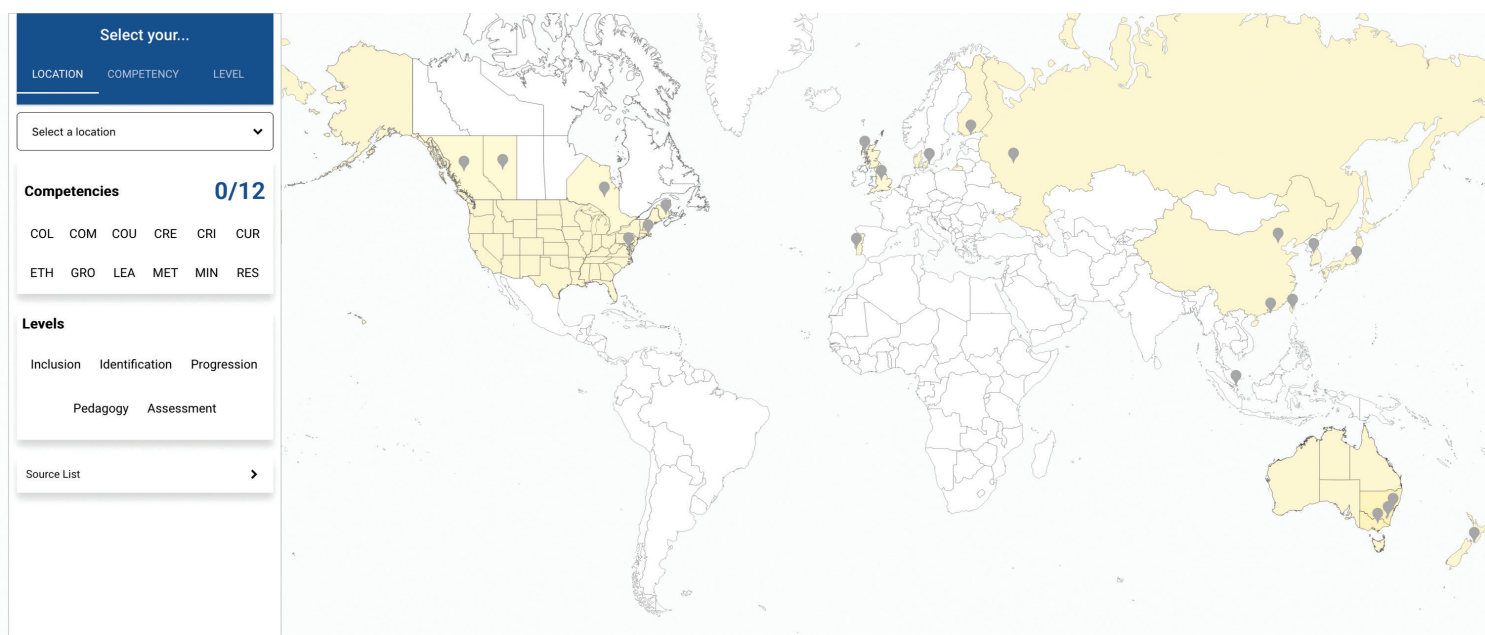 Select your...
LOCATION COMPETENCY LEVEL
Select a location
Competencies 0/12
COL COM COU CRE CRI CUR
ETH GRO LEA MET MIN RES
Levels
Inclusion Identification Progression
Pedagogy Assessment
Source List